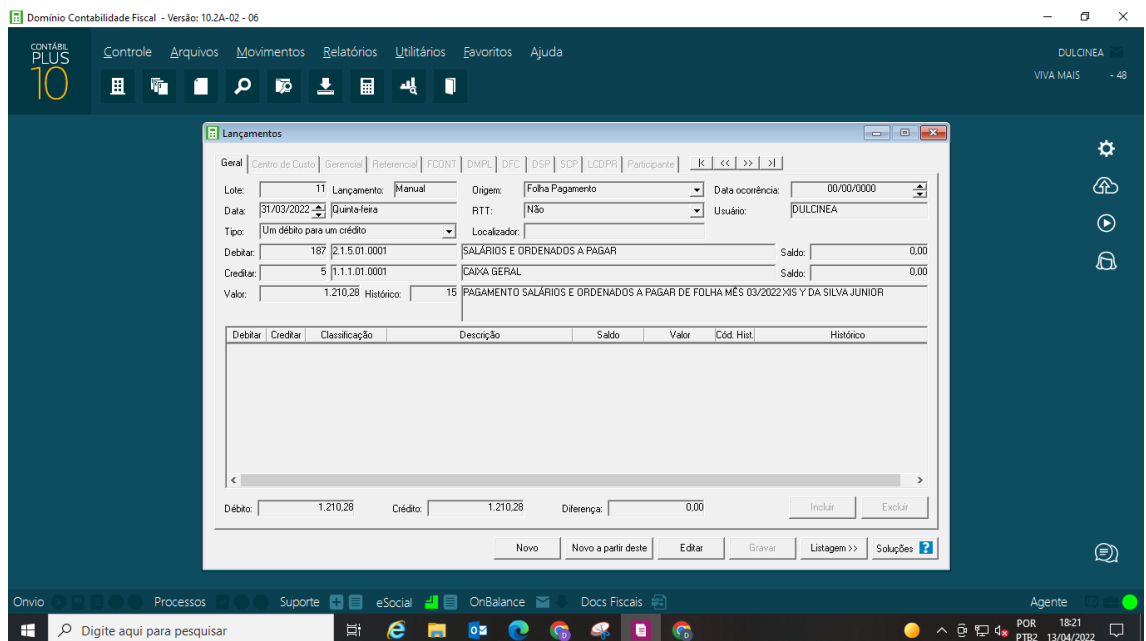 Domínio Contabilidade Fiscal - Versão: 10.2A-02 - 06
CONTÁBIL
PLUS
10
Controle Arquivos Movimentos Relatórios Utilitários Favoritos Ajuda
DULCINEA
VIVA MAIS - 48
Lançamentos
Geral Centro de Custo Gerencial Referencial FCONT DMPL DFC DSP SCP LCDPR Participante
Lote: 11 Lançamento: Manual Origem: Folha Pagamento Data ocorrência: 00/00/0000
Data: 31/03/2022 Quinta-feira RTT: Não Usuário: DULCINEA
Tipo: Um débito para um crédito Localizador:
Debitar: 187 2.1.5.01.0001 SALÁRIOS E ORDENADOS A PAGAR Saldo: 0,00
Creditar: 5 1.1.1.01.0001 CAIXA GERAL Saldo: 0,00
Valor: 1.210,28 Histórico: 15 PAGAMENTO SALÁRIOS E ORDENADOS A PAGAR DE FOLHA MÊS 03/2022 XIS Y DA SILVA JUNIOR
Debitar Creditar Classificação Descrição Saldo Valor Cód. Hist. Histórico
Débito: 1.210,28 Crédito: 1.210,28 Diferença: 0,00 Incluir Excluir
Novo Novo a partir deste Editar Gravar Listagem >> Soluções ?
Onvio Processos Suporte eSocial OnBalance Docs Fiscais Agente
Digite aqui para pesquisar
POR 18:21
PTB2 13/04/2022